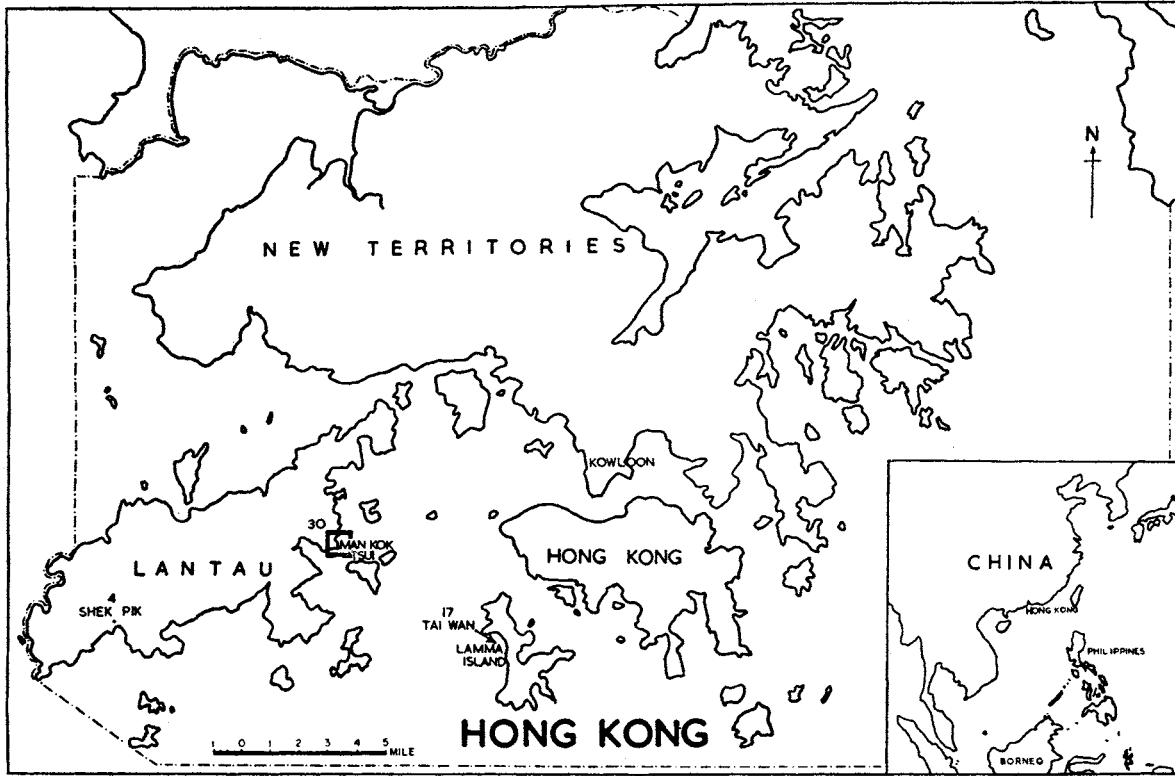 N
NEW TERRITORIES
KOWLOON
30
MAN KOK
TSUI
LANTAU
HONG KONG
4
SHEK PIK
17
TAI WAN
LAMMA
ISLAND
HONG KONG
1 0 1 2 3 4 5
MILE
CHINA
HONG KONG
PHILIPPINES
BORNEO